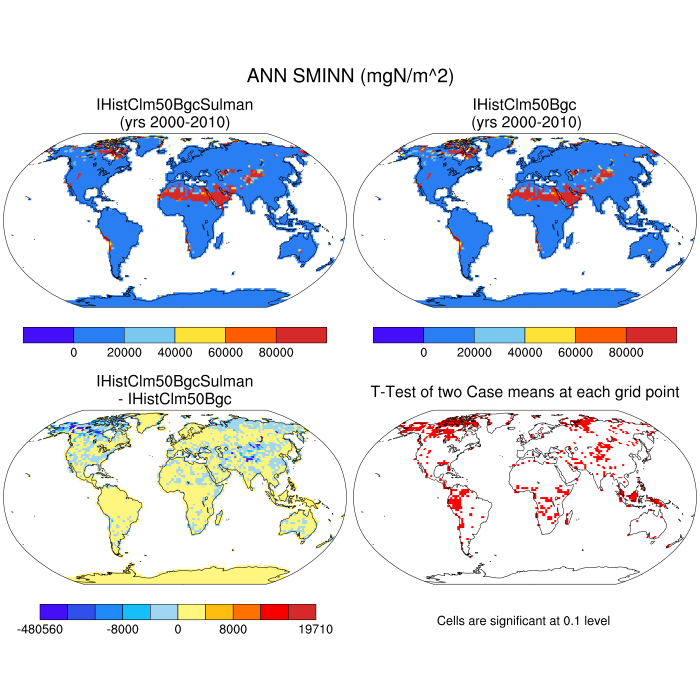 ANN SMINN (mgN/m^2)
IHistClm50BgcSulman
(yrs 2000-2010)
IHistClm50Bgc
(yrs 2000-2010)
0 20000 40000 60000 80000
0 20000 40000 60000 80000
IHistClm50BgcSulman
- IHistClm50Bgc
T-Test of two Case means at each grid point
-480560 -8000 0 8000 19710
Cells are significant at 0.1 level